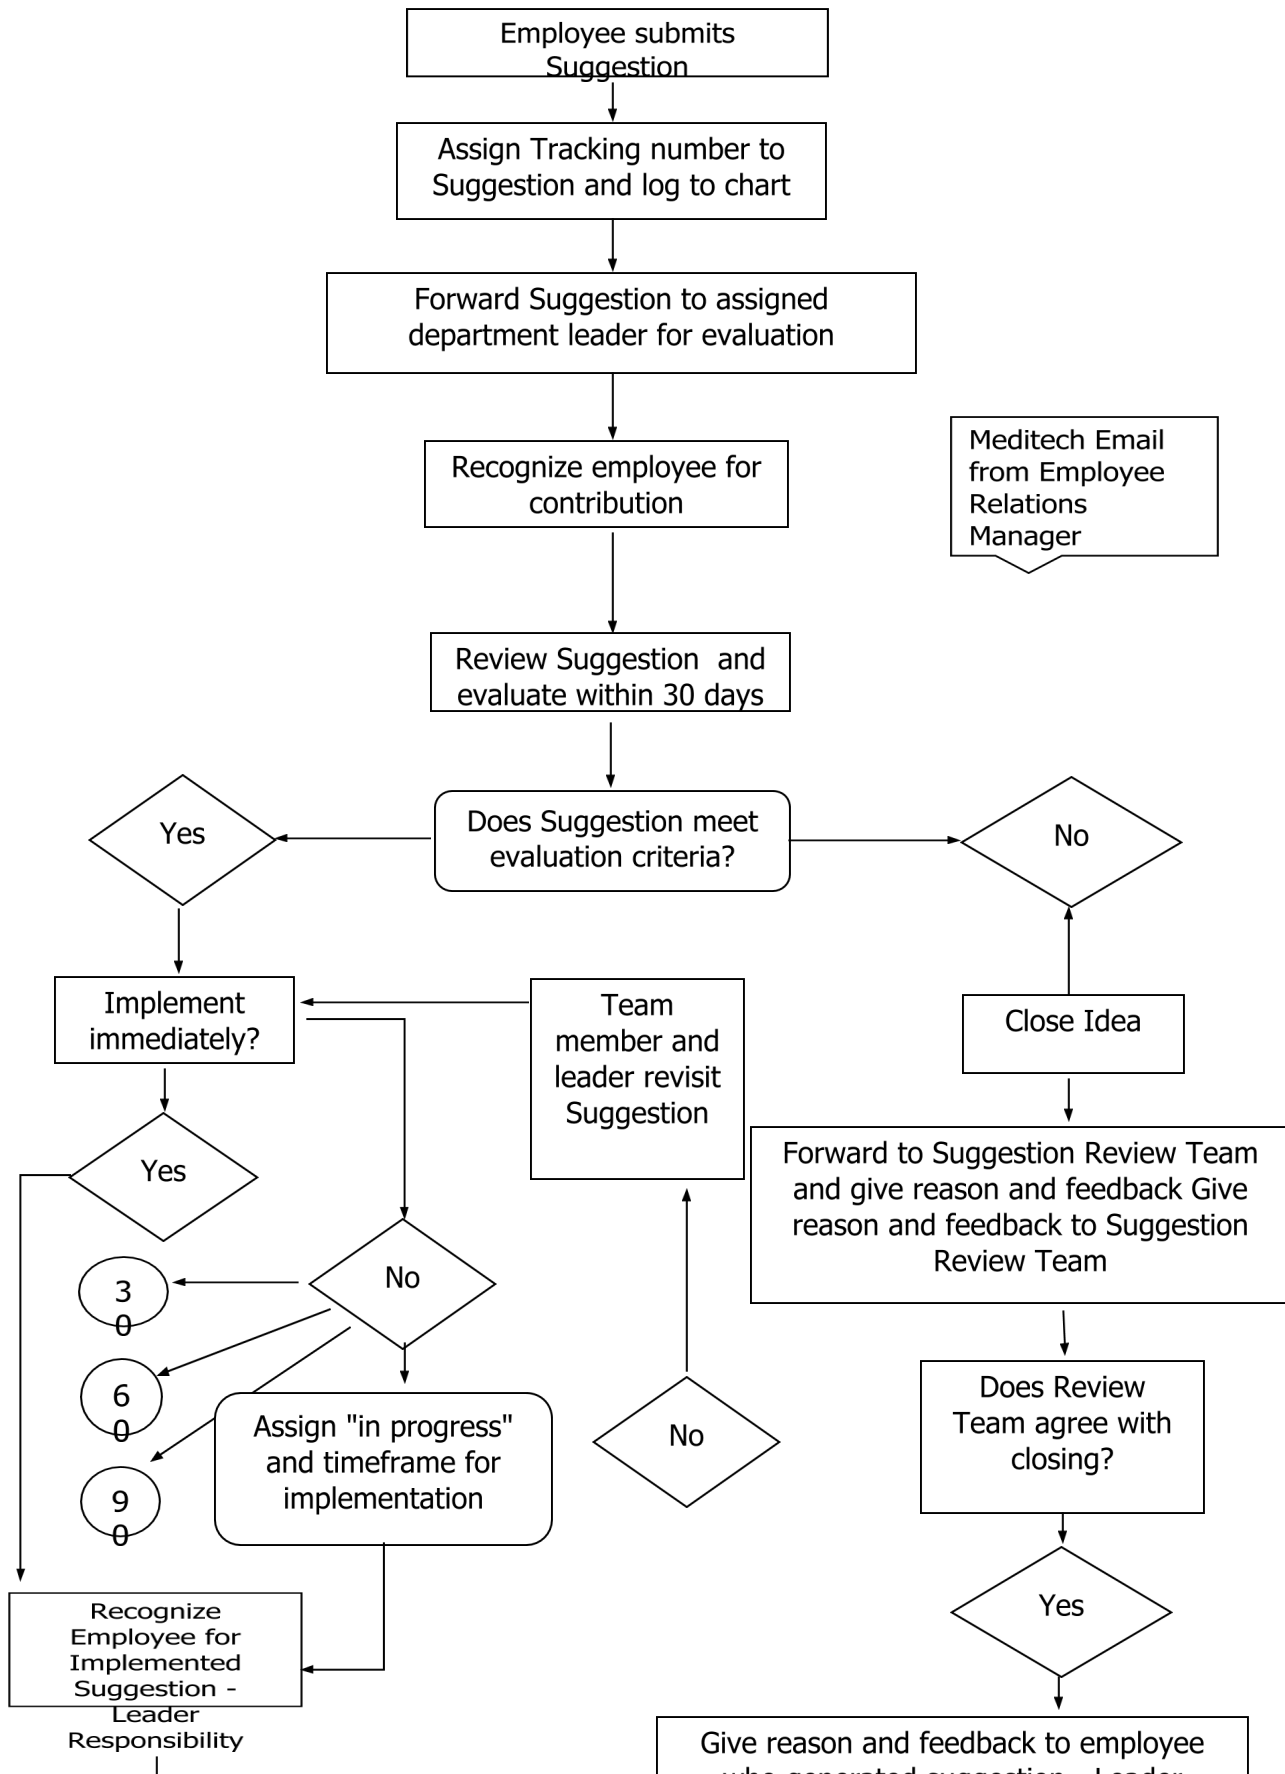 Employee submits
Suggestion
Assign Tracking number to
Suggestion and log to chart
Forward Suggestion to assigned
department leader for evaluation
Meditech Email
from Employee
Relations
Manager
Recognize employee for
contribution
Review Suggestion  and
evaluate within 30 days
Yes
Does Suggestion meet
evaluation criteria?
No
Implement
immediately?
Team
member and
leader revisit
Suggestion
Close Idea
Yes
Forward to Suggestion Review Team
and give reason and feedback Give
reason and feedback to Suggestion
Review Team
No
3
0
6
0
9
0
Assign "in progress"
and timeframe for
implementation
No
Does Review
Team agree with
closing?
Yes
Recognize
Employee for
Implemented
Suggestion -
Leader
Responsibility
Give reason and feedback to employee
who generated suggestion - Leader